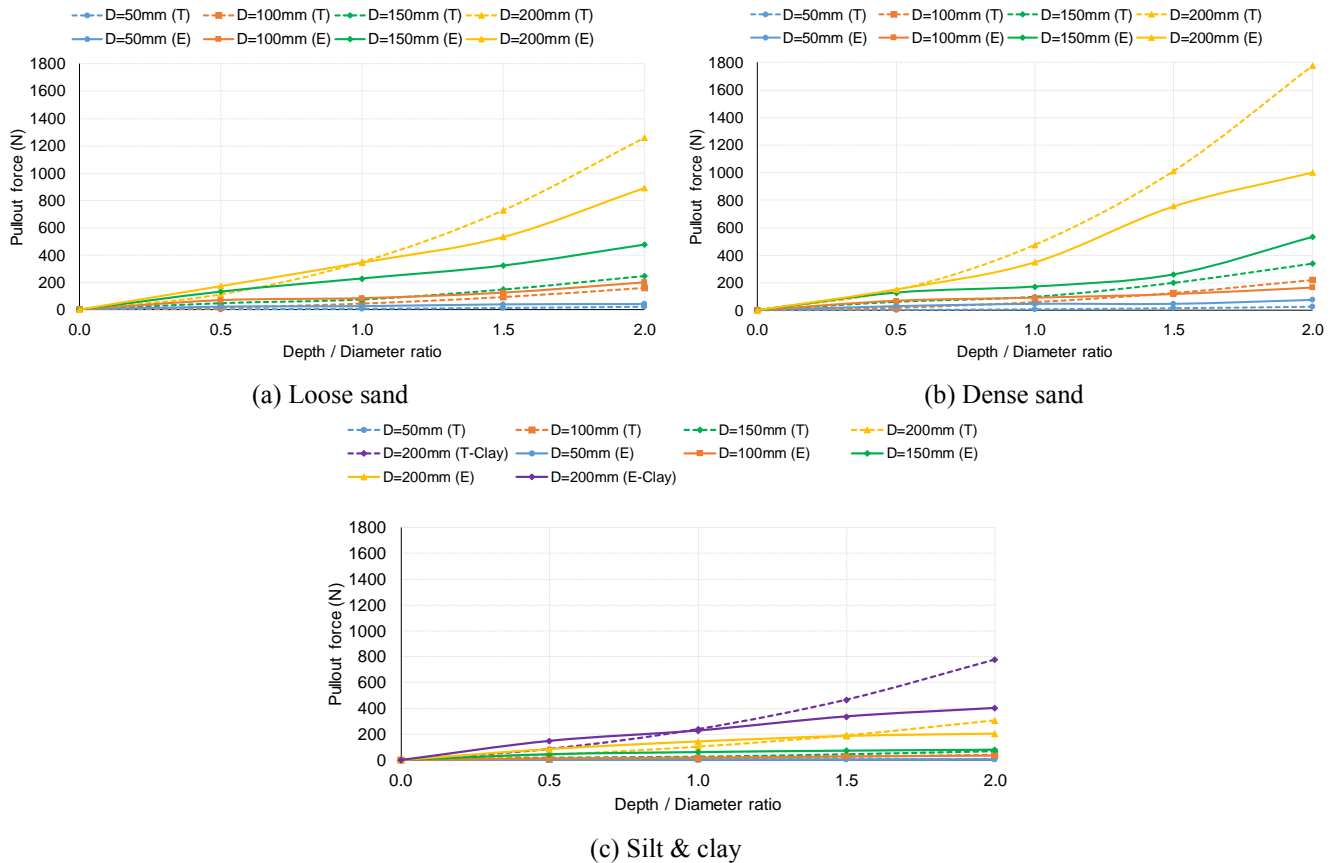 D=50mm (T) D=100mm (T) D=150mm (T) D=200mm (T)
D=50mm (E) D=100mm (E) D=150mm (E) D=200mm (E)
1800
1600
1400
1200
1000
800
600
400
200
0
Pullout force (N)
0.0 0.5 1.0 1.5 2.0
Depth / Diameter ratio
(a) Loose sand
D=50mm (T) D=100mm (T) D=150mm (T) D=200mm (T)
D=50mm (E) D=100mm (E) D=150mm (E) D=200mm (E)
1800
1600
1400
1200
1000
800
600
400
200
0
Pullout force (N)
0.0 0.5 1.0 1.5 2.0
Depth / Diameter ratio
(b) Dense sand
D=50mm (T) D=100mm (T) D=150mm (T) D=200mm (T)
D=200mm (T-Clay) D=50mm (E) D=100mm (E) D=150mm (E)
D=200mm (E) D=200mm (E-Clay)
1800
1600
1400
1200
1000
800
600
400
200
0
Pullout force (N)
0.0 0.5 1.0 1.5 2.0
Depth / Diameter ratio
(c) Silt & clay